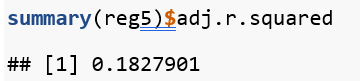 summary(reg5)$adj.r.squared
## [1] 0.1827901